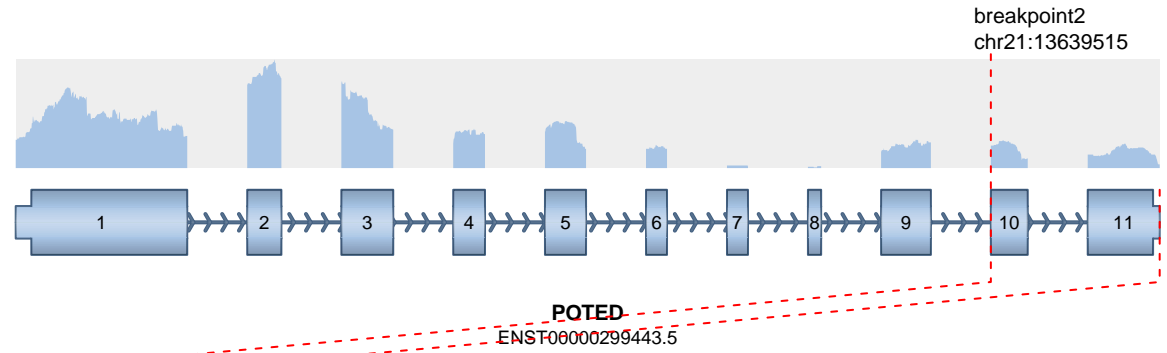 breakpoint2
chr21:13639515
1 2 3 4 5 6 7 8 9 10 11
POTED
ENST00000299443.5